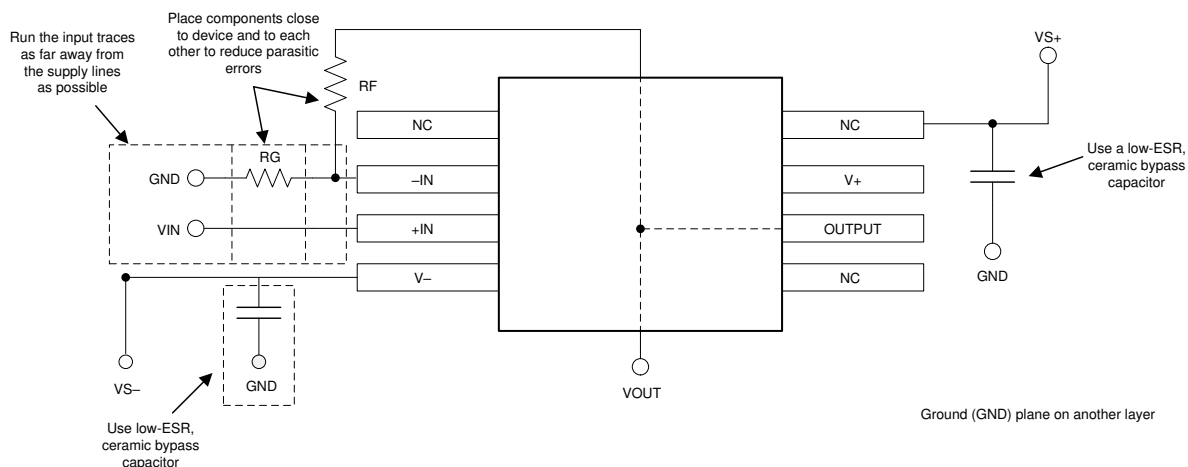 Place components close
to device and to each
other to reduce parasitic
errors
Run the input traces
as far away from
the supply lines
as possible
VS+
RF
NC
NC
Use a low-ESR,
ceramic bypass
capacitor
RG
GND
–IN
V+
VIN
+IN
OUTPUT
V–
NC
GND
VS–
GND
VOUT
Use low-ESR,
ceramic bypass
capacitor
Ground (GND) plane on another layer